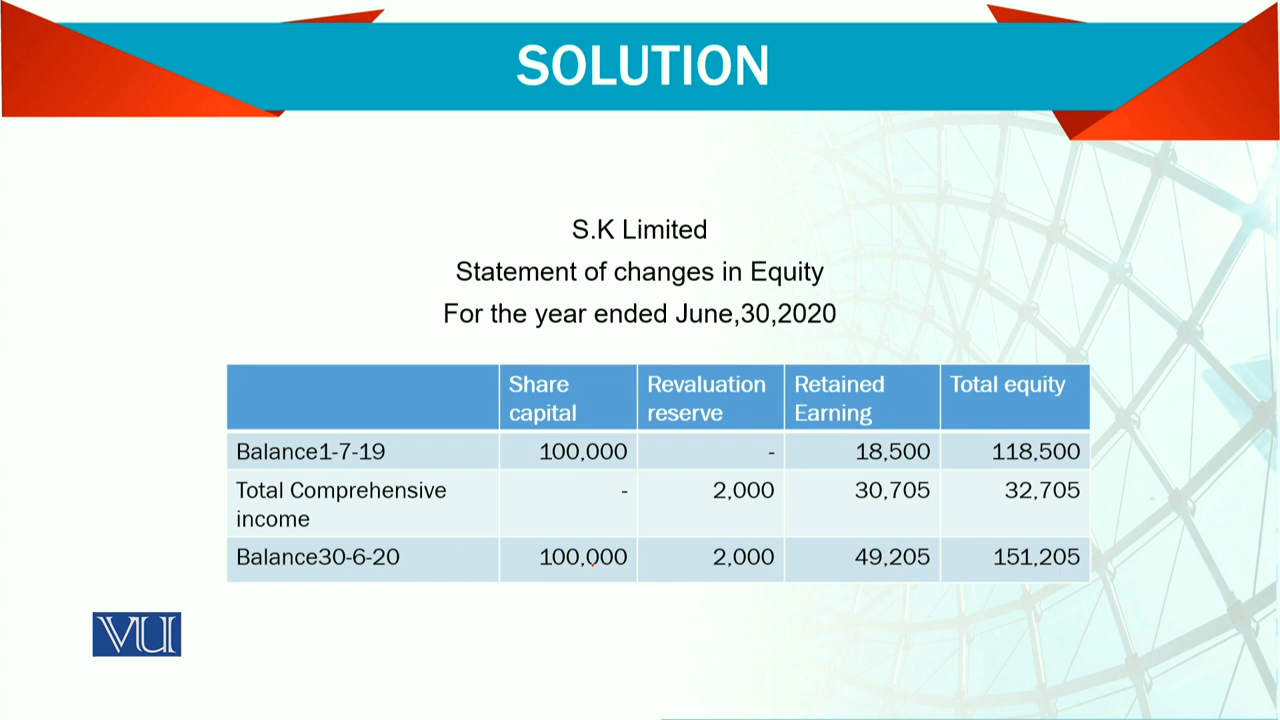 SOLUTION
S.K Limited
Statement of changes in Equity
For the year ended June,30,2020
Share capital Revaluation reserve Retained Earning Total equity
Balance1-7-19 100,000 - 18,500 118,500
Total Comprehensive income - 2,000 30,705 32,705
Balance30-6-20 100,000 2,000 49,205 151,205
VU